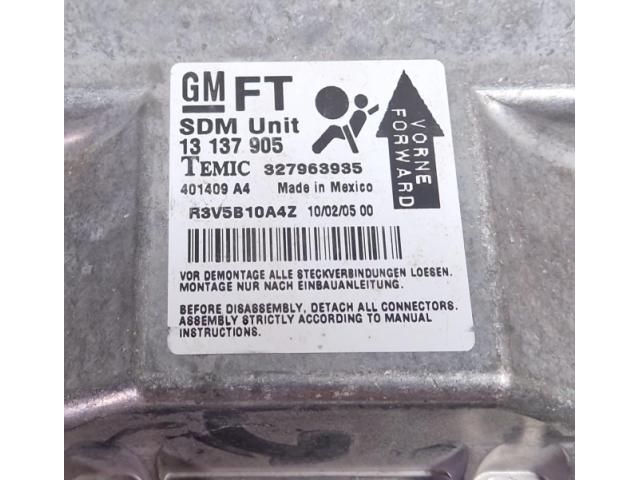 GM FT
SDM Unit
13 137 905
TEMIC 327963935
401409 A4 Made in Mexico
R3V5B10A4Z 10/02/05 00
VORNE
FORWARD
VOR DEMONTAGE ALLE STECKVERBINDUNGEN LOESEN.
MONTAGE NUR NACH EINBAUANLEITUNG.
BEFORE DISASSEMBLY, DETACH ALL CONNECTORS.
ASSEMBLY STRICTLY ACCORDING TO MANUAL
INSTRUCTIONS.